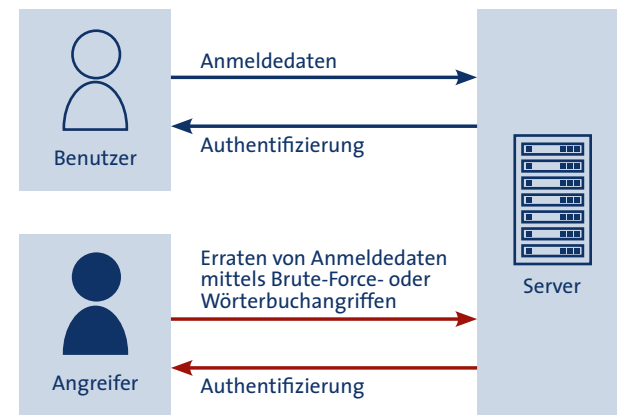 Anmeldedaten
Benutzer
Authentifizierung
Erraten von Anmeldedaten
mittels Brute-Force- oder
Wörterbuchangriffen
Server
Angreifer
Authentifizierung